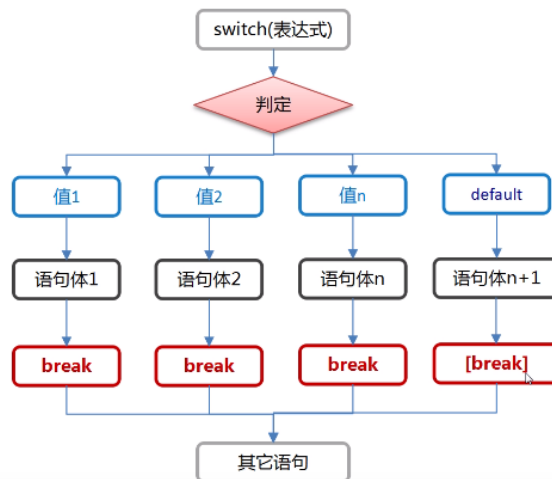 switch(表达式)
判定
值1
值2
值n
default
语句体1
语句体2
语句体n
语句体n+1
break
break
break
[break]
其它语句